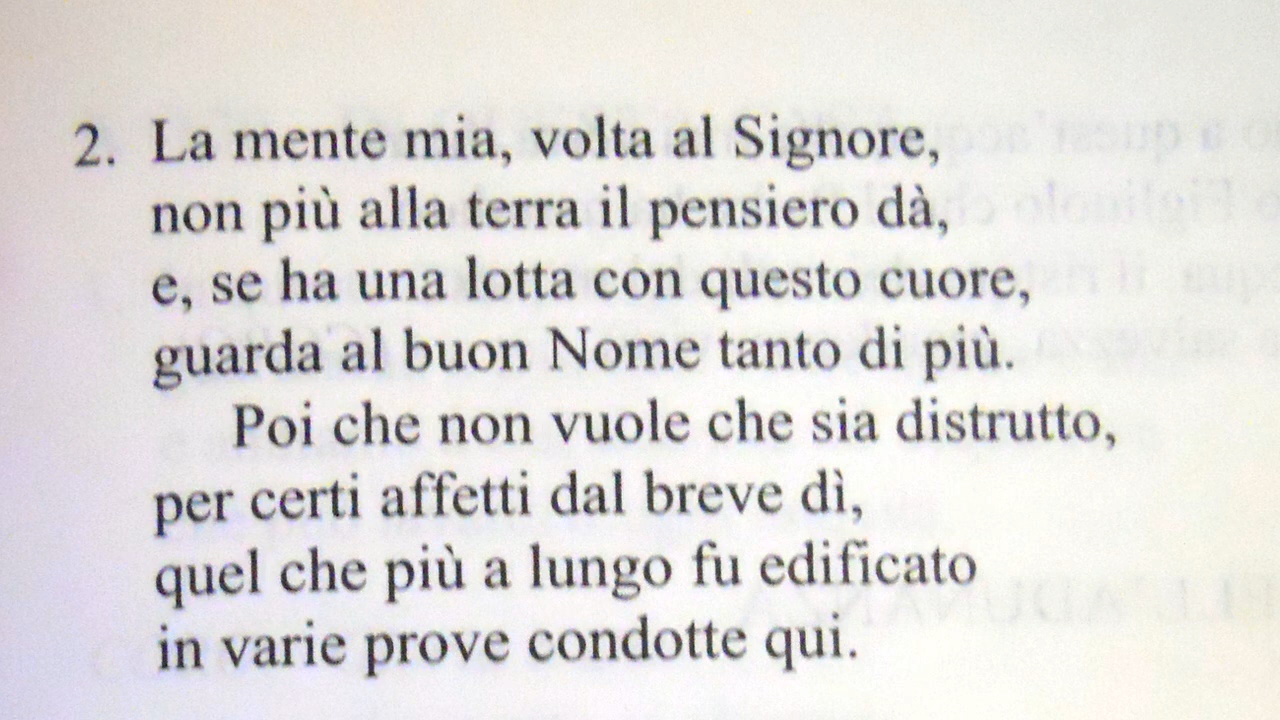 2. La mente mia, volta al Signore,
non più alla terra il pensiero dà,
e, se ha una lotta con questo cuore,
guarda al buon Nome tanto di più.
Poi che non vuole che sia distrutto,
per certi affetti dal breve dì,
quel che più a lungo fu edificato
in varie prove condotte qui.